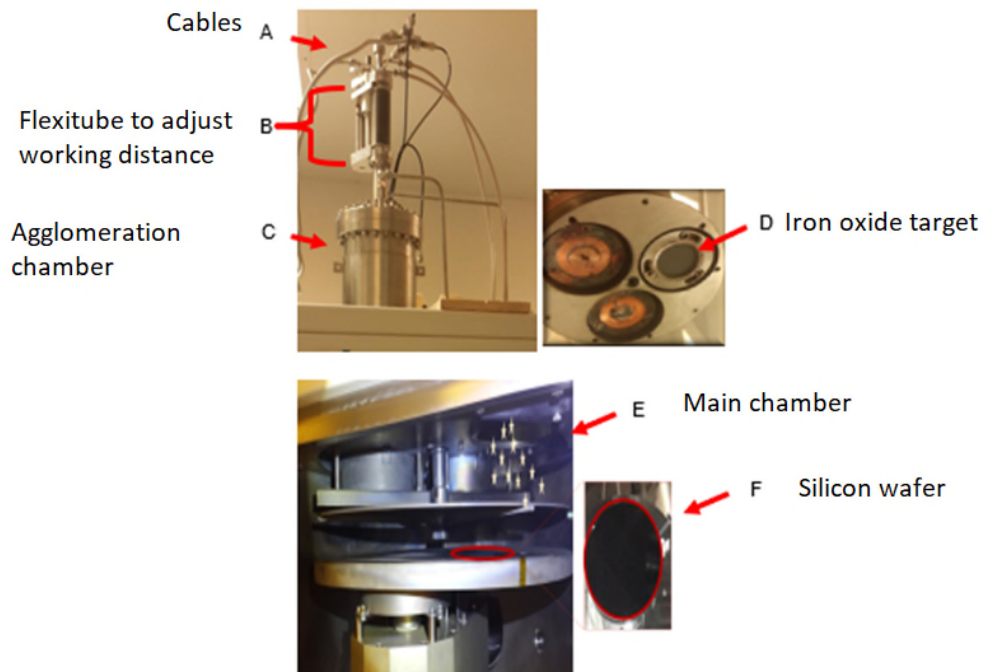 Cables A
Flexitube to adjust B
working distance
Agglomeration C
chamber
D Iron oxide target
E Main chamber
F Silicon wafer